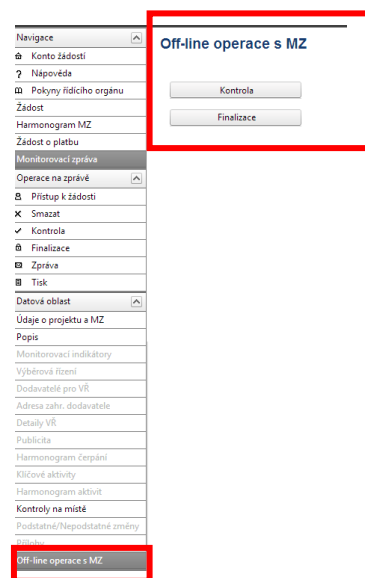 Navigace
Konto žádostí
Nápověda
Pokyny řídícího orgánu
Žádost
Harmonogram MZ
Žádost o platbu
Monitorovací zpráva
Operace na zprávě
Přístup k žádosti
Smazat
Kontrola
Finalizace
Zpráva
Tisk
Datová oblast
Údaje o projektu a MZ
Popis
Monitorovací indikátory
Výběrová řízení
Dodavatelé pro VŘ
Adresa zahr. dodavatele
Detaily VŘ
Publicita
Harmonogram čerpání
Klíčové aktivity
Harmonogram aktivit
Kontroly na místě
Podstatné/Nepodstatné změny
Přílohy
Off-line operace s MZ
Off-line operace s MZ
Kontrola
Finalizace